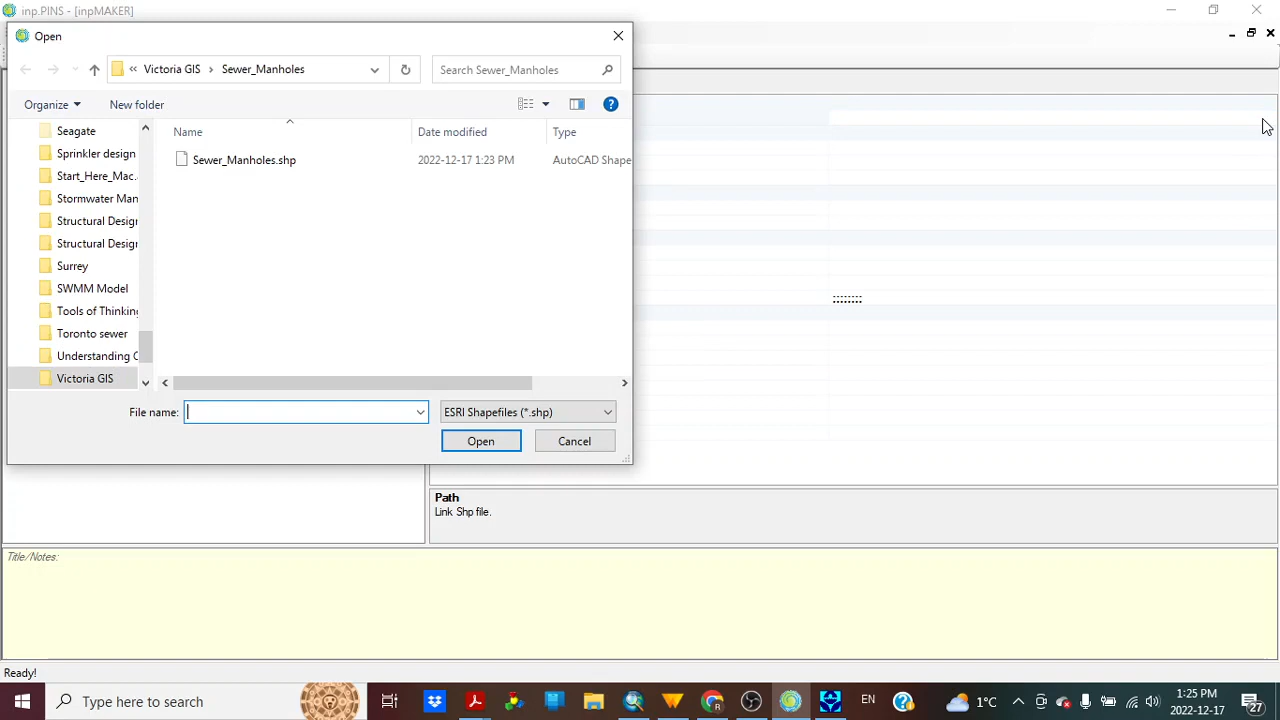 inp.PINS - [inpMAKER]
Open
« Victoria GIS › Sewer_Manholes
Search Sewer_Manholes
Organize
New folder
Name
Date modified
Type
Seagate
Sprinkler design
Start_Here_Mac.
Stormwater Man
Structural Desig
Structural Desig
Surrey
SWMM Model
Tools of Thinkin
Toronto sewer
Understanding C
Victoria GIS
Sewer_Manholes.shp
2022-12-17 1:23 PM
AutoCAD Shape
File name:
ESRI Shapefiles (*.shp)
Open
Cancel
::::::::
Path
Link Shp file.
Title/Notes:
Ready!
Type here to search
EN
1°C
1:25 PM
2022-12-17
27